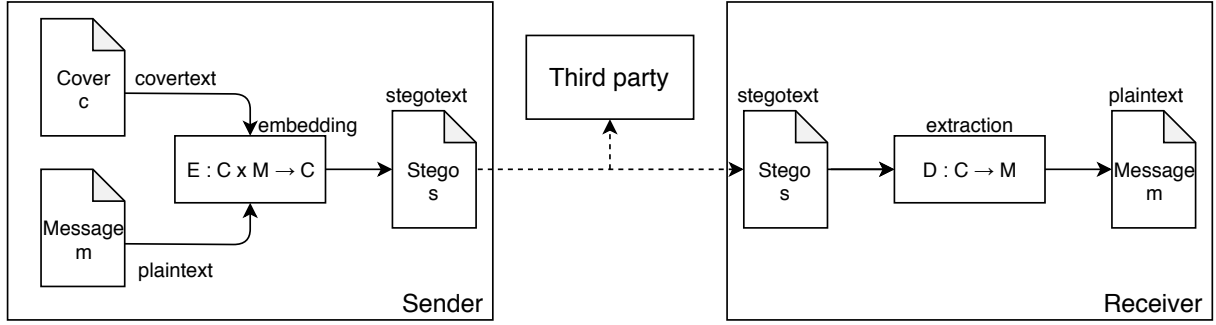 Cover
c
covertext
embedding
E : C x M → C
Message
m
plaintext
stegotext
Stego
s
Sender
Third party
stegotext
Stego
s
extraction
D : C → M
plaintext
Message
m
Receiver